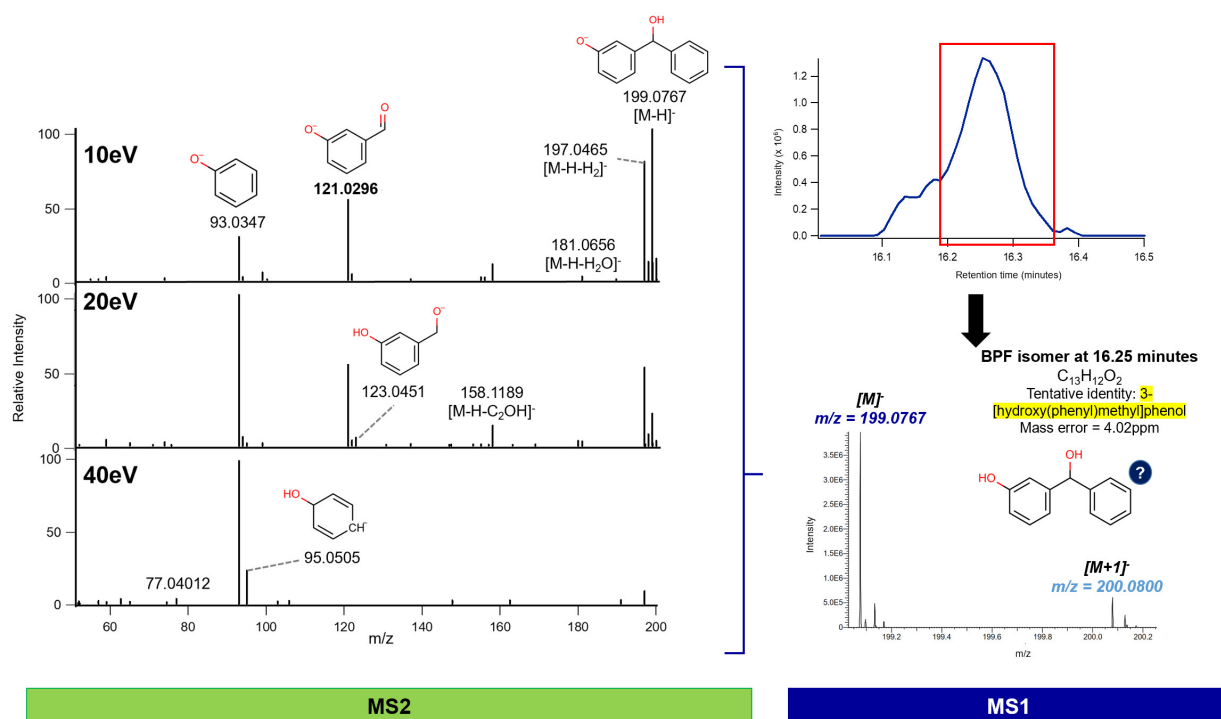 OH
O⁻
199.0767
[M-H]⁻
O
O⁻
100
10eV
O⁻
121.0296
197.0465
[M-H-H₂]⁻
93.0347
50
181.0656
[M-H-H₂O]⁻
0
100
20eV
O⁻
HO
50
123.0451
158.1189
[M-H-C₂OH]⁻
0
100
40eV
HO
CH⁻
50
95.0505
77.04012
0
60 80 100 120 140 160 180 200
m/z
Relative Intensity
MS2
Intensity (x 10⁶)
1.2
1.0
0.8
0.6
0.4
0.2
0.0
16.1 16.2 16.3 16.4 16.5
Retention time (minutes)
BPF isomer at 16.25 minutes
C₁₃H₁₂O₂
Tentative identity: 3-
[hydroxy(phenyl)methyl]phenol
Mass error = 4.02ppm
OH
HO
?
[M]⁻
m/z = 199.0767
3.5E6
3.0E6
2.5E6
2.0E6
1.5E6
1.0E6
5.0E5
0
Intensity
[M+1]⁻
m/z = 200.0800
199.2 199.4 199.6 199.8 200.0 200.2
m/z
MS1